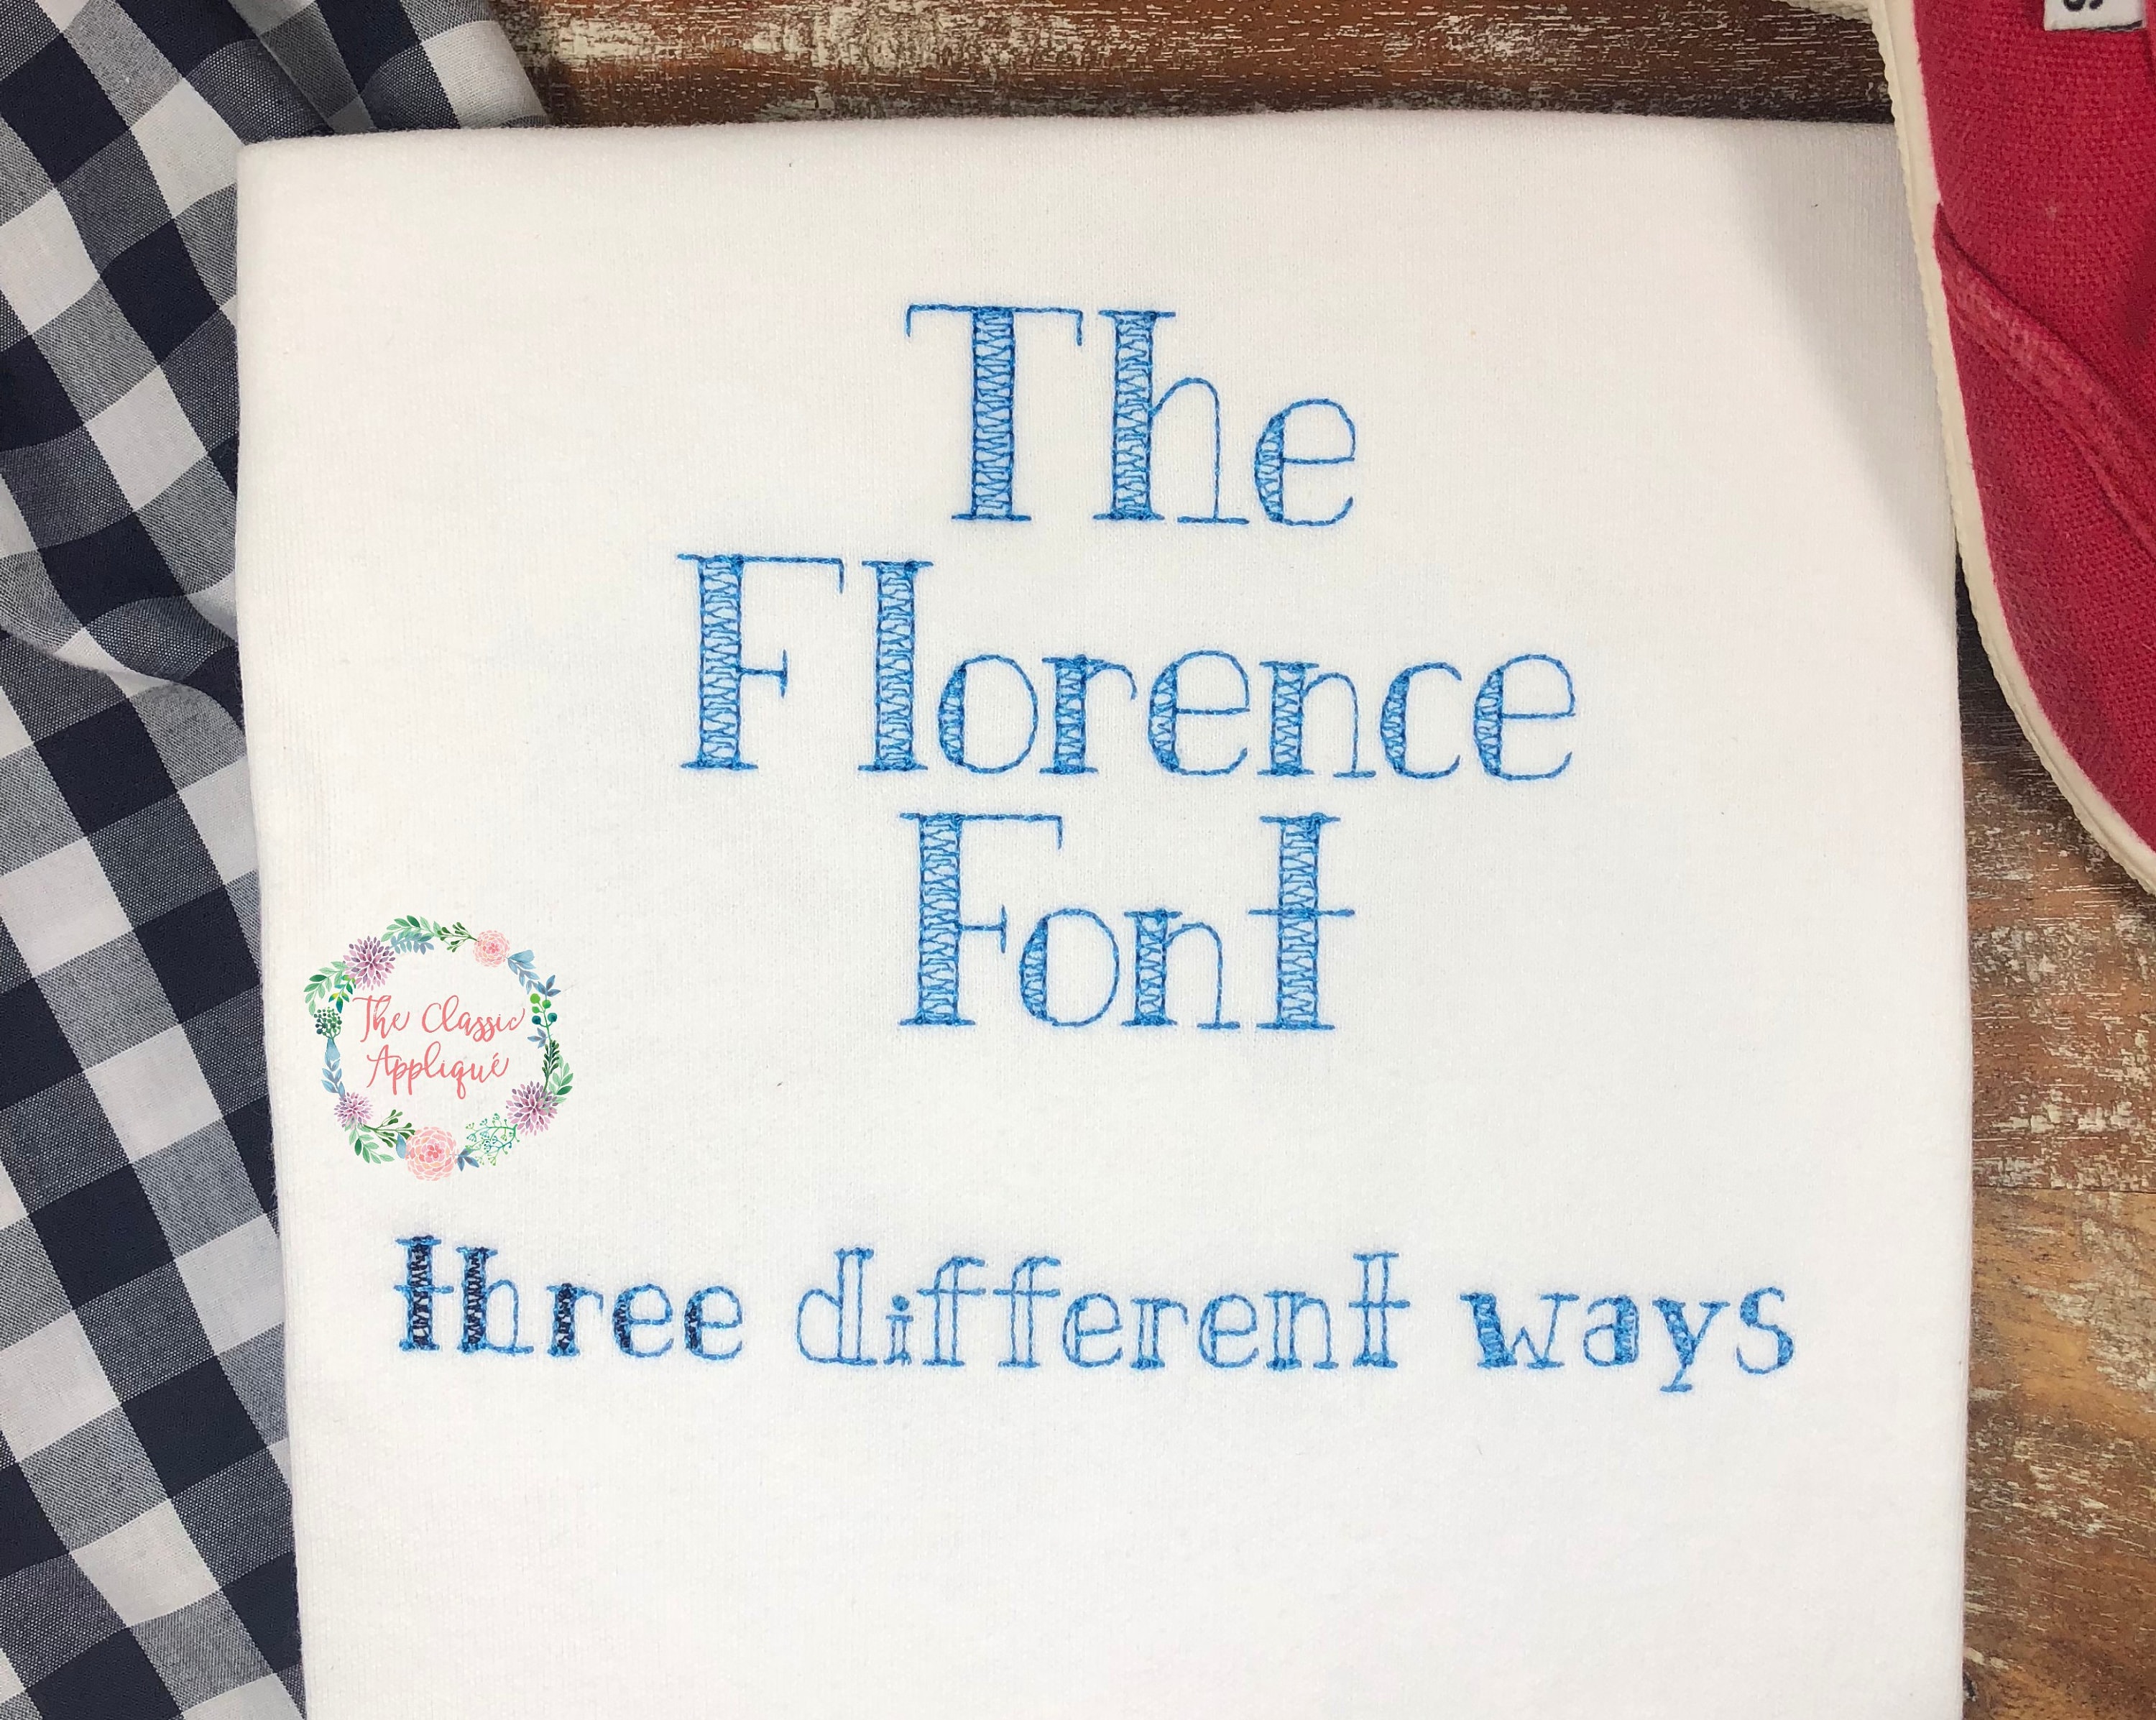 The
Florence
Font
The Classic
Appliqué
three different ways